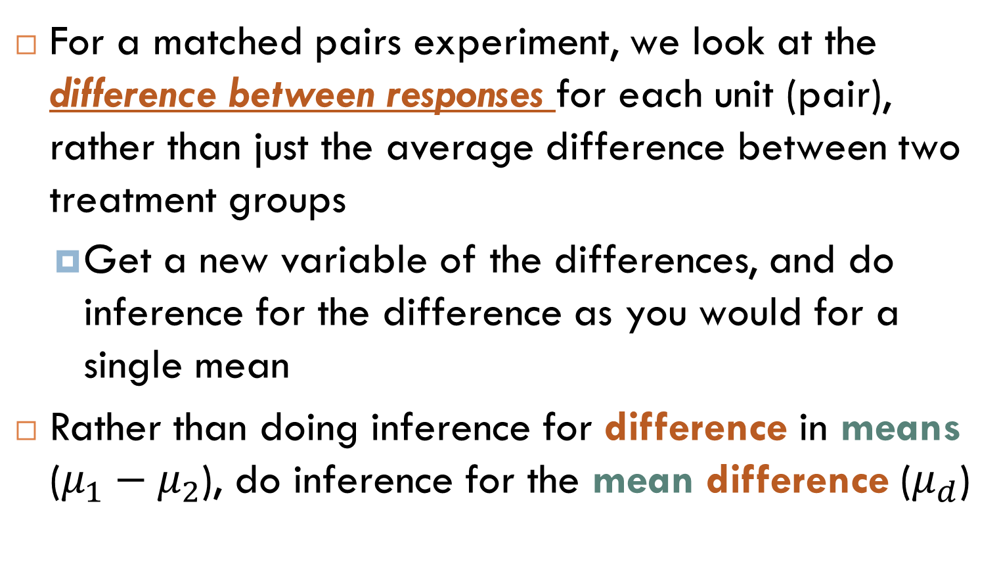 For a matched pairs experiment, we look at the
difference between responses for each unit (pair),
rather than just the average difference between two
treatment groups
Get a new variable of the differences, and do
inference for the difference as you would for a
single mean
Rather than doing inference for difference in means
(𝜇₁ − 𝜇₂), do inference for the mean difference (𝜇_d)